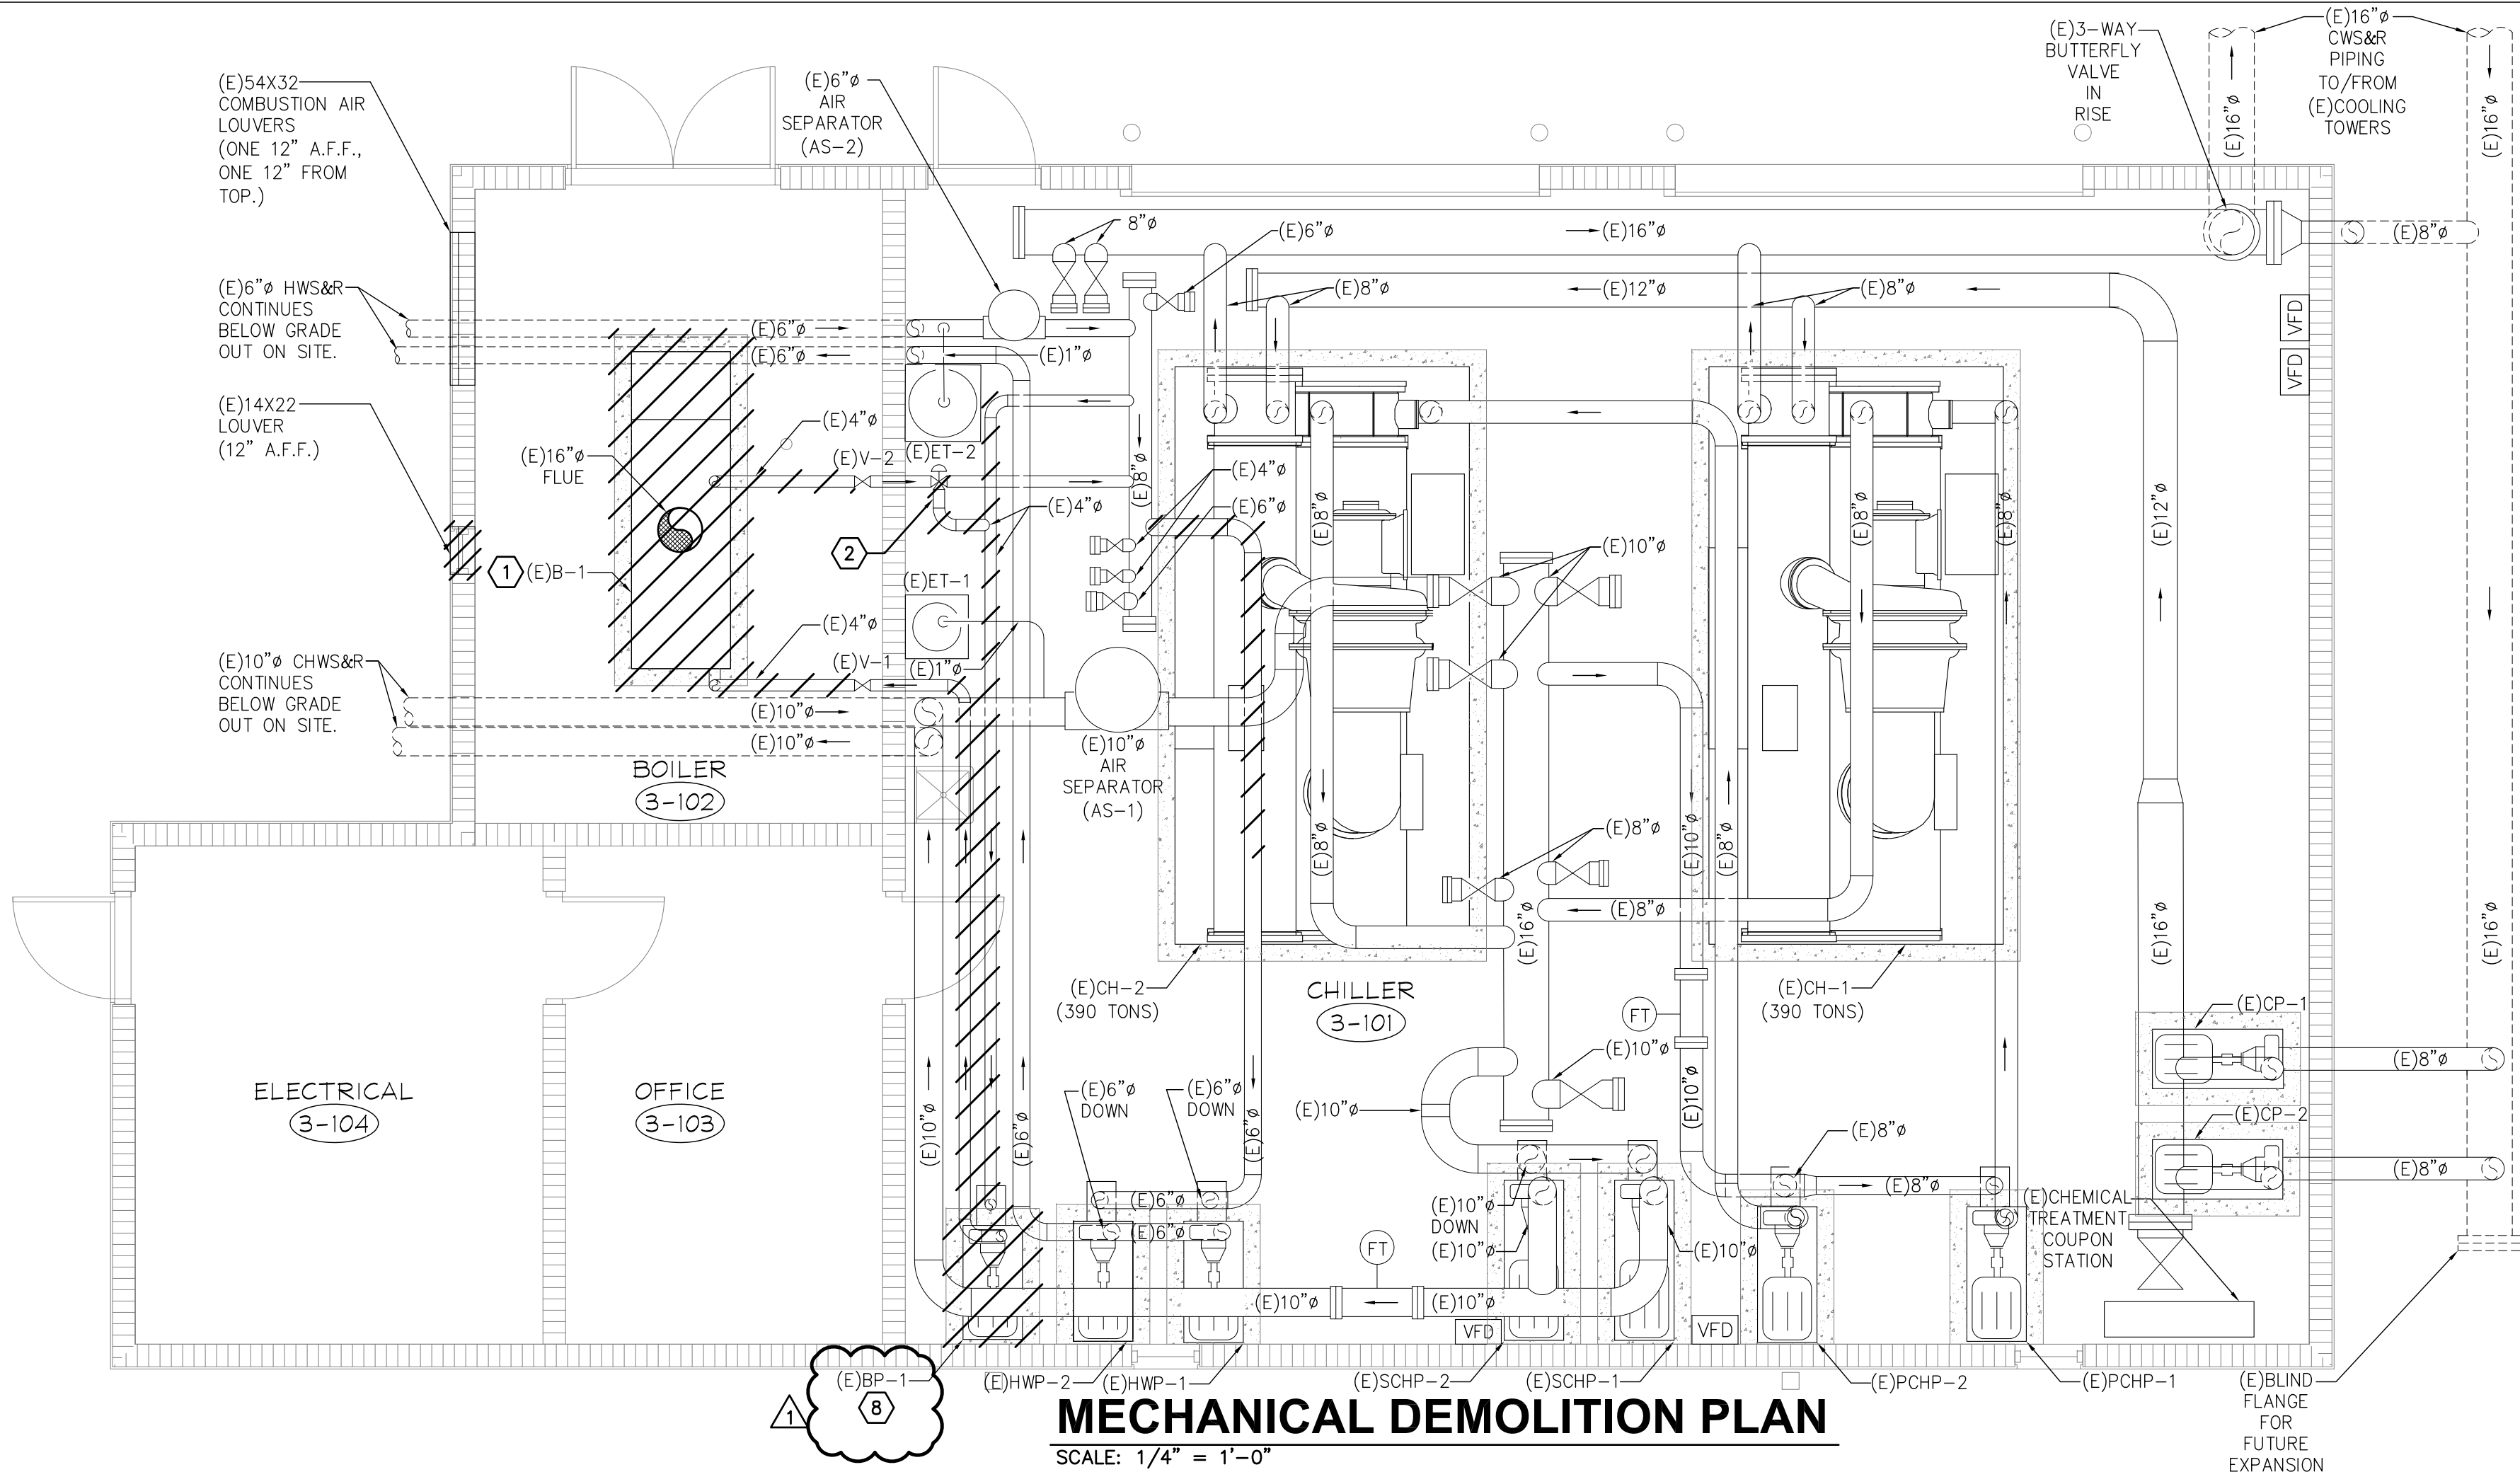 (E)54X32
COMBUSTION AIR
LOUVERS
(ONE 12" A.F.F.,
ONE 12" FROM
TOP.)
(E)6"ø
AIR
SEPARATOR
(AS-2)
(E)3-WAY
BUTTERFLY
VALVE
IN
RISE
(E)16"ø
CWS&R
PIPING
TO/FROM
(E)COOLING
TOWERS
(E)16"ø
(E)16"ø
8"ø
(E)6"ø
(E)16"ø
(E)8"ø
(E)6"ø HWS&R
CONTINUES
BELOW GRADE
OUT ON SITE.
(E)6"ø
(E)6"ø
(E)1"ø
(E)8"ø
(E)12"ø
(E)8"ø
VFD
VFD
(E)14X22
LOUVER
(12" A.F.F.)
(E)16"ø
FLUE
(E)4"ø
(E)V-2
(E)ET-2
(E)8"ø
(E)4"ø
(E)6"ø
(E)4"ø
(E)8"ø
(E)8"ø
(E)8"ø
(E)12"ø
(E)10"ø
1
(E)B-1
2
(E)ET-1
(E)4"ø
(E)V-1
(E)1"ø
(E)10"ø CHWS&R
CONTINUES
BELOW GRADE
OUT ON SITE.
(E)10"ø
(E)10"ø
(E)10"ø
AIR
SEPARATOR
(AS-1)
BOILER
3-102
(E)8"ø
(E)8"ø
(E)10"ø
(E)8"ø
(E)8"ø
(E)16"ø
(E)16"ø
(E)16"ø
(E)CH-2
(390 TONS)
CHILLER
3-101
FT
(E)CH-1
(390 TONS)
(E)CP-1
(E)10"ø
(E)8"ø
ELECTRICAL
3-104
OFFICE
3-103
(E)10"ø
(E)6"ø
(E)6"ø
DOWN
(E)6"ø
DOWN
(E)6"ø
(E)10"ø
(E)10"ø
(E)8"ø
(E)CP-2
(E)8"ø
(E)6"ø
(E)6"ø
(E)8"ø
(E)10"ø
DOWN
(E)10"ø
(E)10"ø
FT
(E)CHEMICAL
TREATMENT
COUPON
STATION
(E)10"ø
(E)10"ø
VFD
VFD
(E)BP-1
(E)HWP-2
(E)HWP-1
(E)SCHP-2
(E)SCHP-1
(E)PCHP-2
(E)PCHP-1
(E)BLIND
FLANGE
FOR
FUTURE
EXPANSION
1
8
MECHANICAL DEMOLITION PLAN
SCALE: 1/4" = 1'-0"